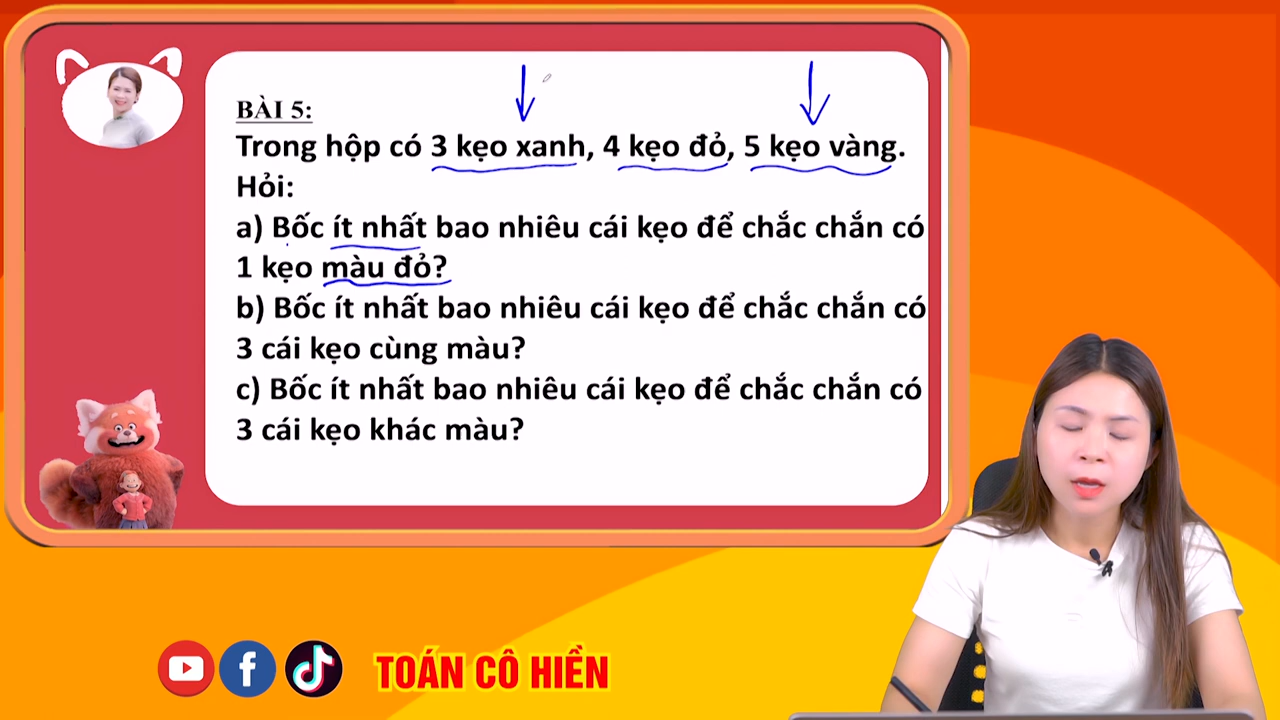 BÀI 5:
Trong hộp có 3 kẹo xanh, 4 kẹo đỏ, 5 kẹo vàng.
Hỏi:
a) Bốc ít nhất bao nhiêu cái kẹo để chắc chắn có
1 kẹo màu đỏ?
b) Bốc ít nhất bao nhiêu cái kẹo để chắc chắn có
3 cái kẹo cùng màu?
c) Bốc ít nhất bao nhiêu cái kẹo để chắc chắn có
3 cái kẹo khác màu?
TOÁN CÔ HIỀN